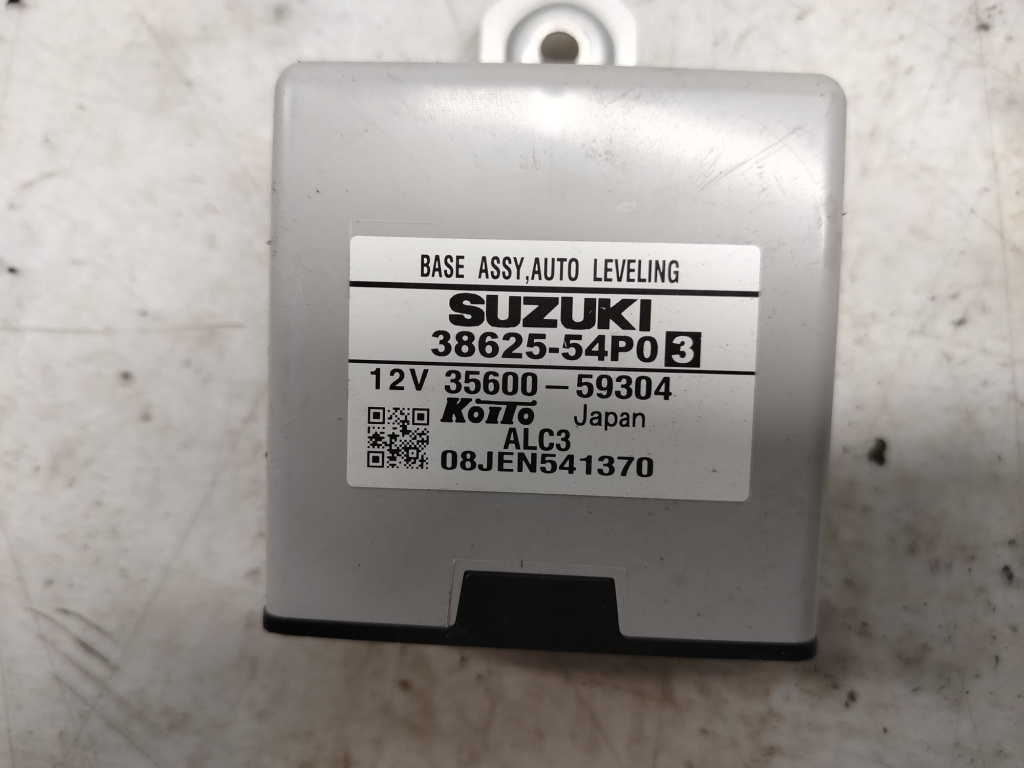 BASE ASSY,AUTO LEVELING
SUZUKI
38625-54P0 3
12V 35600-59304
KOITO Japan
ALC3
08JEN541370